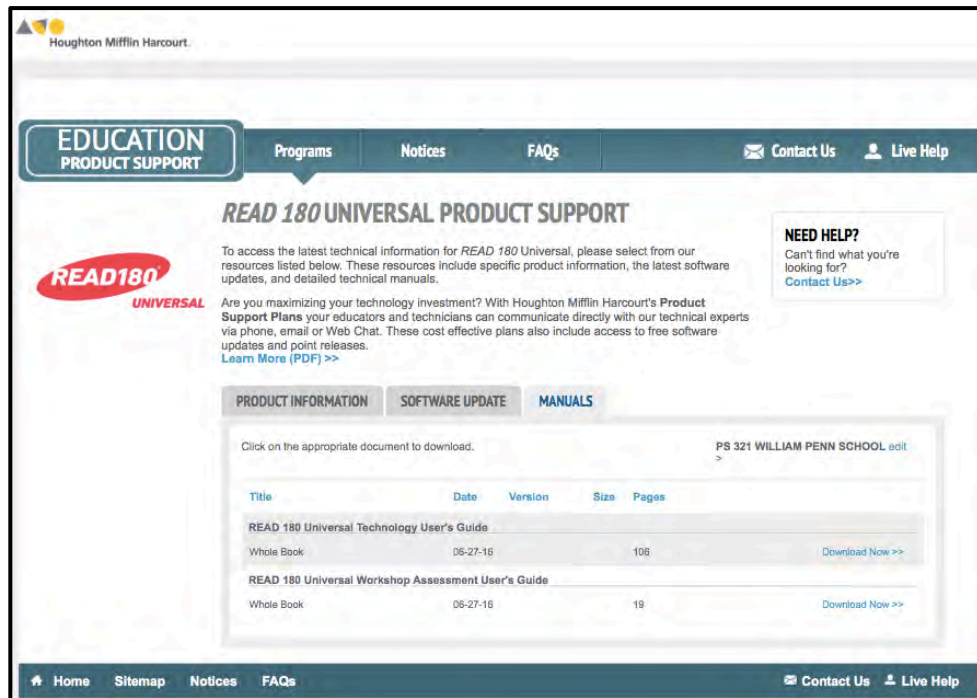 Houghton Mifflin Harcourt.
EDUCATION
PRODUCT SUPPORT
Programs Notices FAQs Contact Us Live Help
READ 180 UNIVERSAL PRODUCT SUPPORT
To access the latest technical information for READ 180 Universal, please select from our
resources listed below. These resources include specific product information, the latest software
updates, and detailed technical manuals.
Are you maximizing your technology investment? With Houghton Mifflin Harcourt's Product
Support Plans your educators and technicians can communicate directly with our technical experts
via phone, email or Web Chat. These cost effective plans also include access to free software
updates and point releases.
Learn More (PDF) >>
NEED HELP?
Can't find what you're
looking for?
Contact Us>>
READ180
UNIVERSAL
PRODUCT INFORMATION SOFTWARE UPDATE MANUALS
Click on the appropriate document to download.
PS 321 WILLIAM PENN SCHOOL edit
>
Title Date Version Size Pages
READ 180 Universal Technology User's Guide
Whole Book 06-27-16 106 Download Now >>
READ 180 Universal Workshop Assessment User's Guide
Whole Book 06-27-16 19 Download Now >>
Home Sitemap Notices FAQs Contact Us Live Help